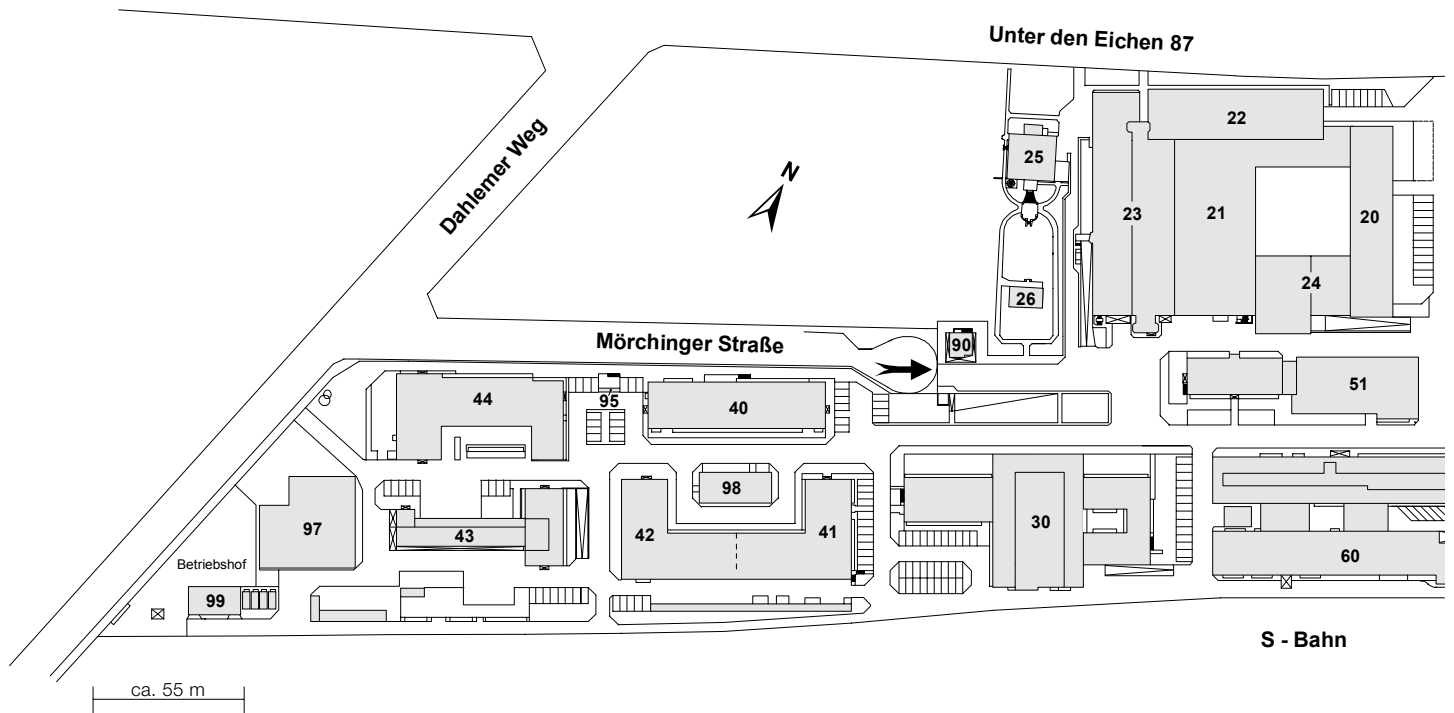 Unter den Eichen 87
Dahlemer Weg
N
22
25
23
21
20
24
26
Mörchinger Straße
90
51
44
95
40
98
97
43
42
41
30
60
Betriebshof
99
S - Bahn
ca. 55 m